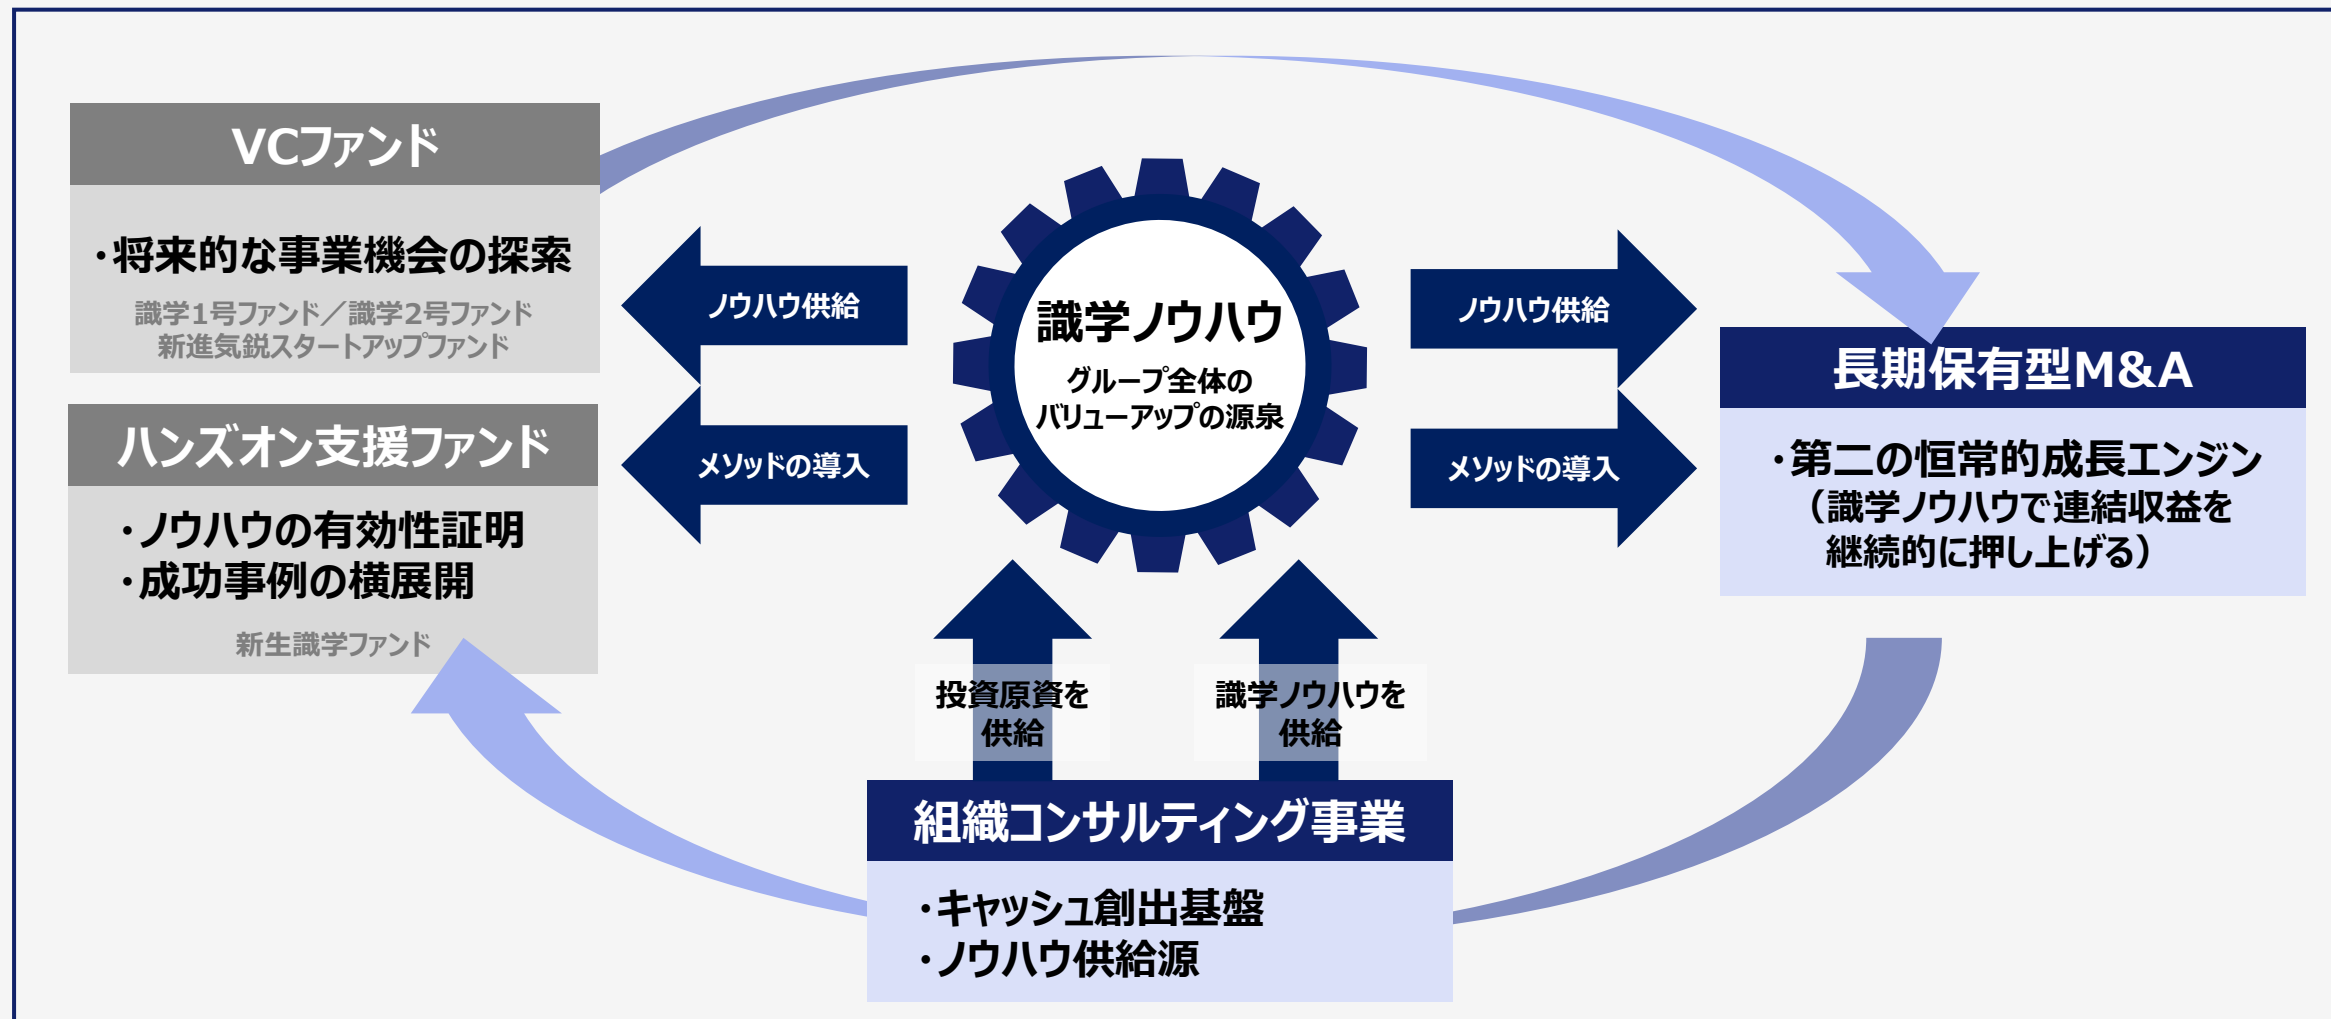 VCファンド
・将来的な事業機会の探索
識学1号ファンド／識学2号ファンド
新進気鋭スタートアップファンド
ハンズオン支援ファンド
・ノウハウの有効性証明
・成功事例の横展開
新生識学ファンド
ノウハウ供給
メソッドの導入
識学ノウハウ
グループ全体の
バリューアップの源泉
ノウハウ供給
メソッドの導入
長期保有型M&A
・第二の恒常的成長エンジン
（識学ノウハウで連結収益を
継続的に押し上げる）
投資原資を
供給
識学ノウハウを
供給
組織コンサルティング事業
・キャッシュ創出基盤
・ノウハウ供給源